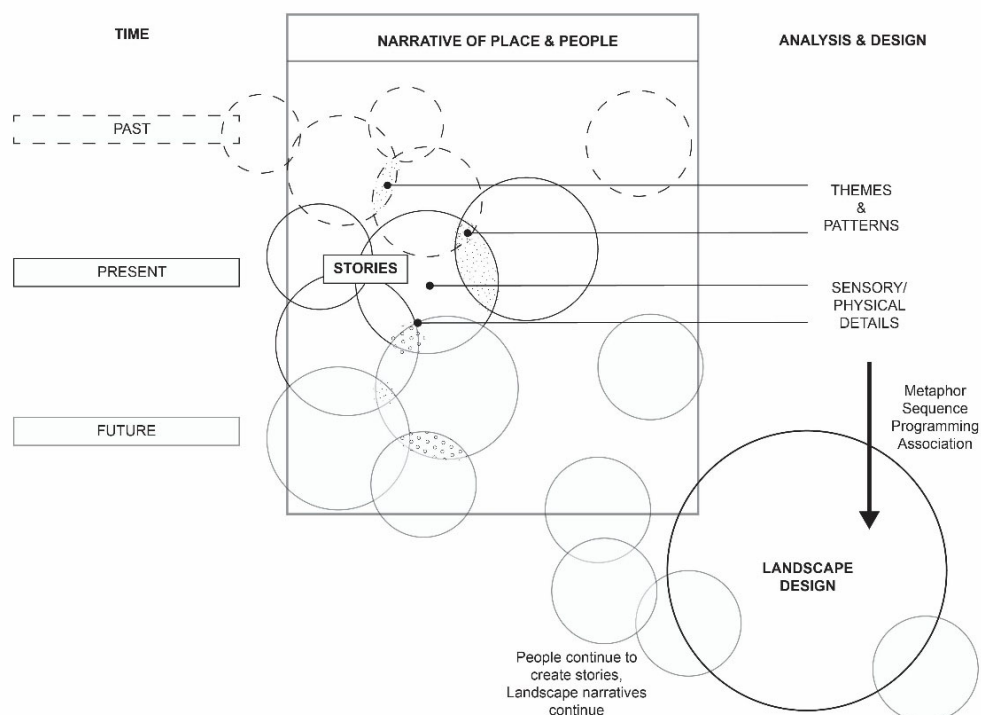 TIME
NARRATIVE OF PLACE & PEOPLE
ANALYSIS & DESIGN
PAST
THEMES
&
PATTERNS
STORIES
PRESENT
SENSORY/
PHYSICAL
DETAILS
FUTURE
Metaphor
Sequence
Programming
Association
LANDSCAPE
DESIGN
People continue to
create stories,
Landscape narratives
continue